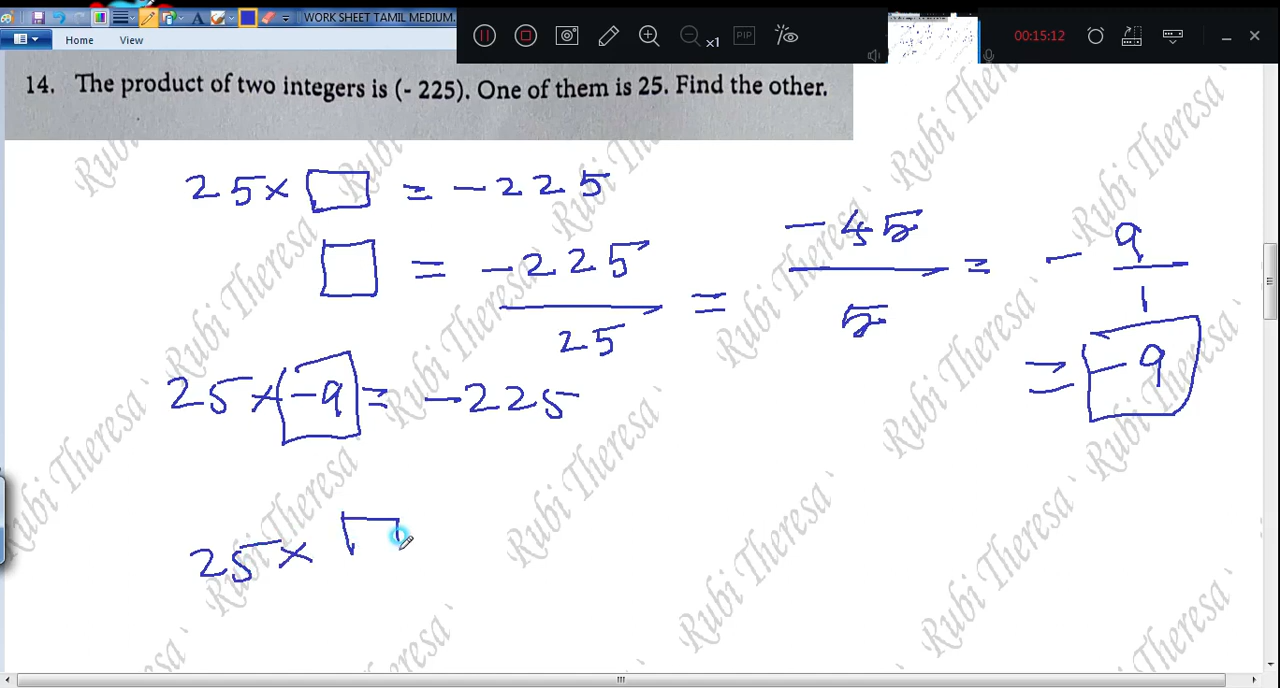 WORK SHEET TAMIL MEDIUM.
Home View
x1 PIP 00:15:12
14. The product of two integers is (- 225). One of them is 25. Find the other.
25 × □ = -225
□ = -225/25 = -45/5 = -9/1
= -9
25 × (-9 = -225
25 ×
Rubi Theresa